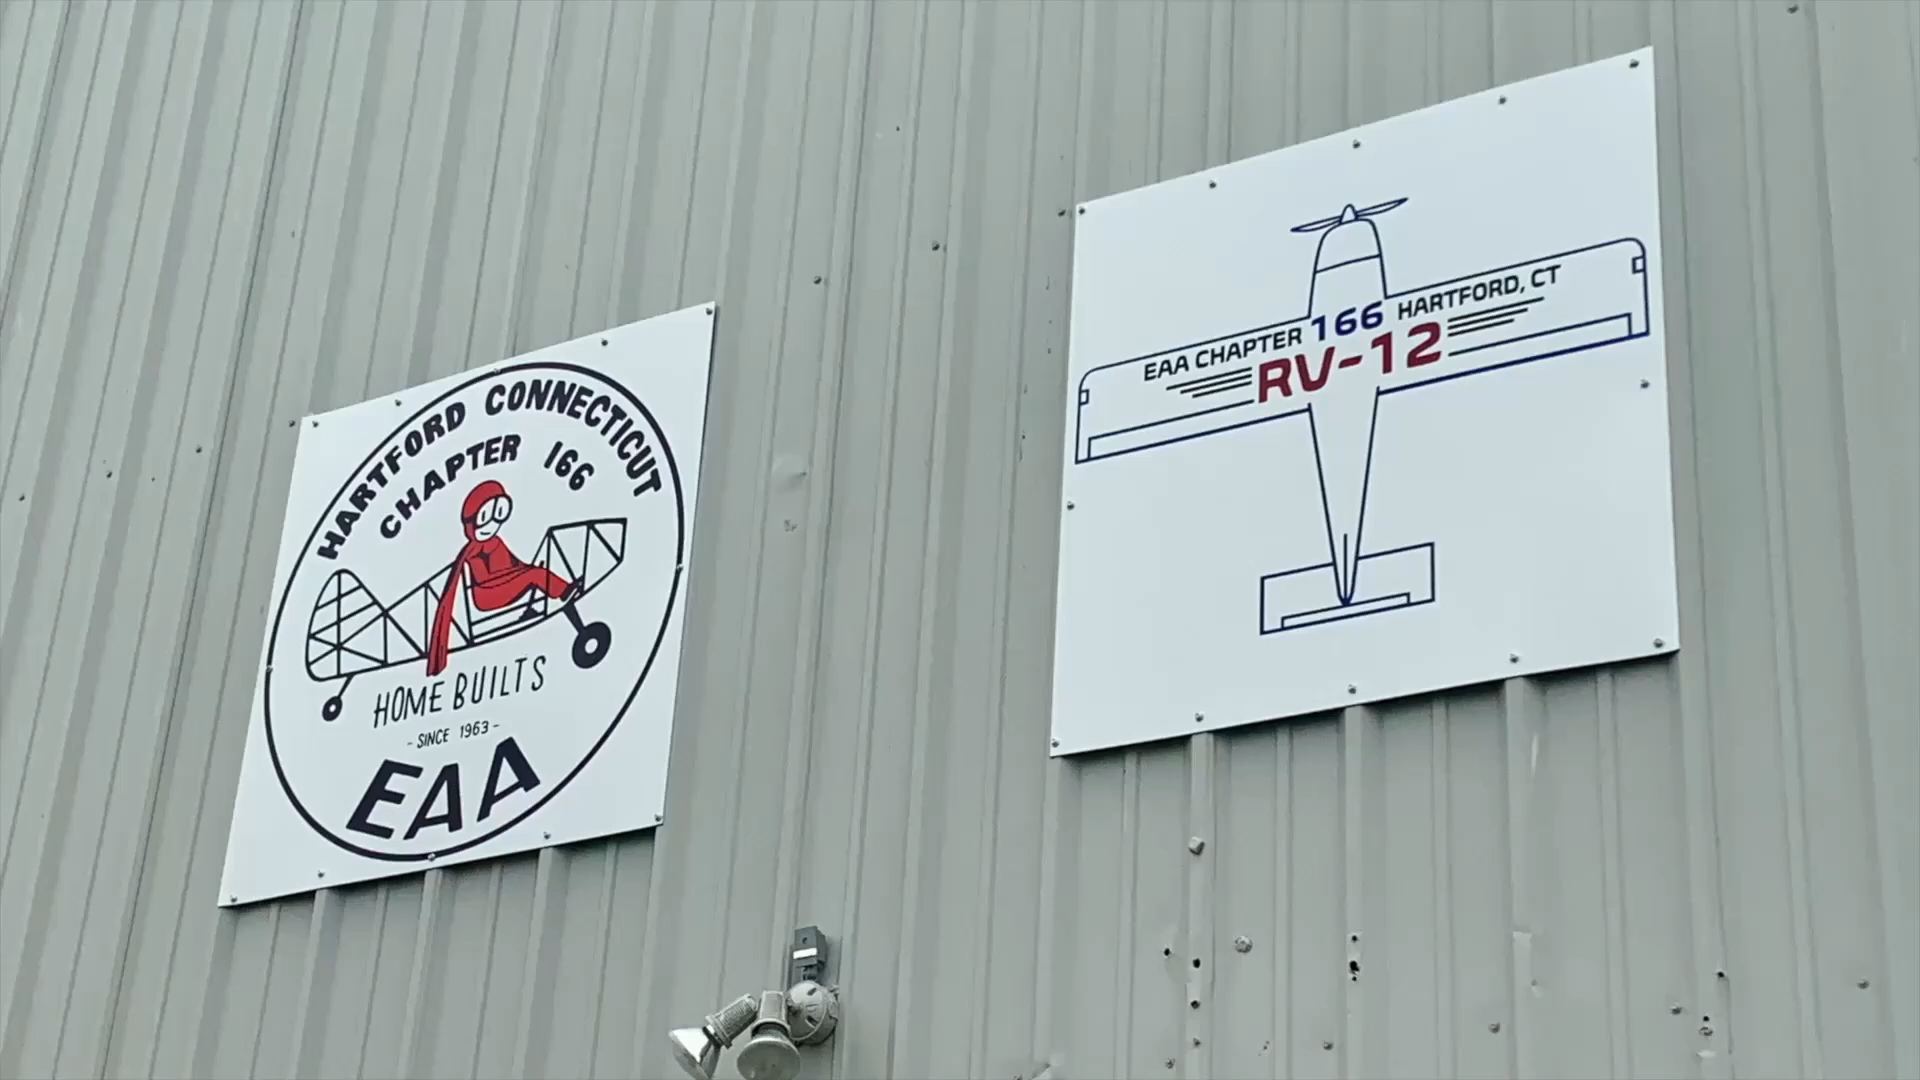 HARTFORD CONNECTICUT
CHAPTER 166
HOME BUILTS
- SINCE 1963 -
EAA
EAA CHAPTER 166 HARTFORD, CT
RV-12